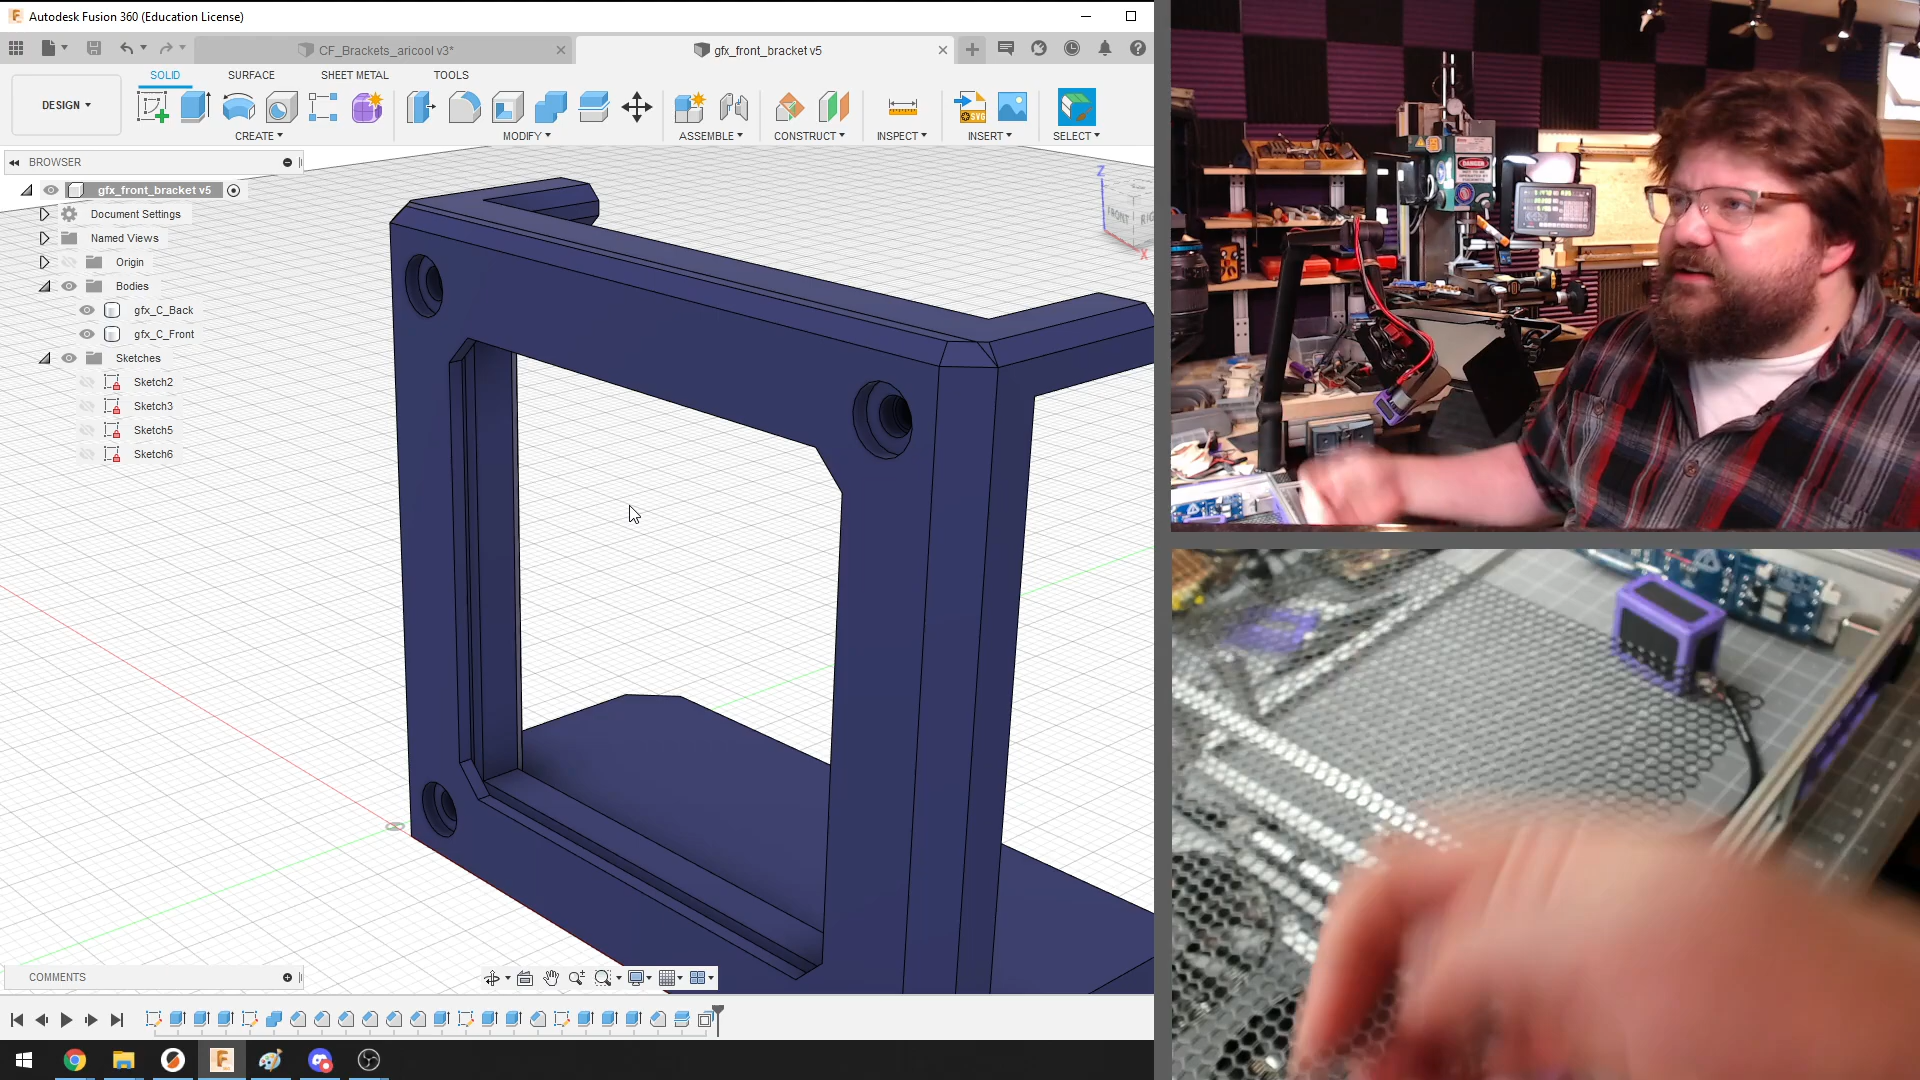 Autodesk Fusion 360 (Education License)
CF_Brackets_aricool v3*
gfx_front_bracket v5
DESIGN
SOLID
SURFACE
SHEET METAL
TOOLS
CREATE
MODIFY
ASSEMBLE
CONSTRUCT
INSPECT
INSERT
SELECT
BROWSER
gfx_front_bracket v5
Document Settings
Named Views
Origin
Bodies
gfx_C_Back
gfx_C_Front
Sketches
Sketch2
Sketch3
Sketch5
Sketch6
Z
FRONT
X
COMMENTS
DANGER